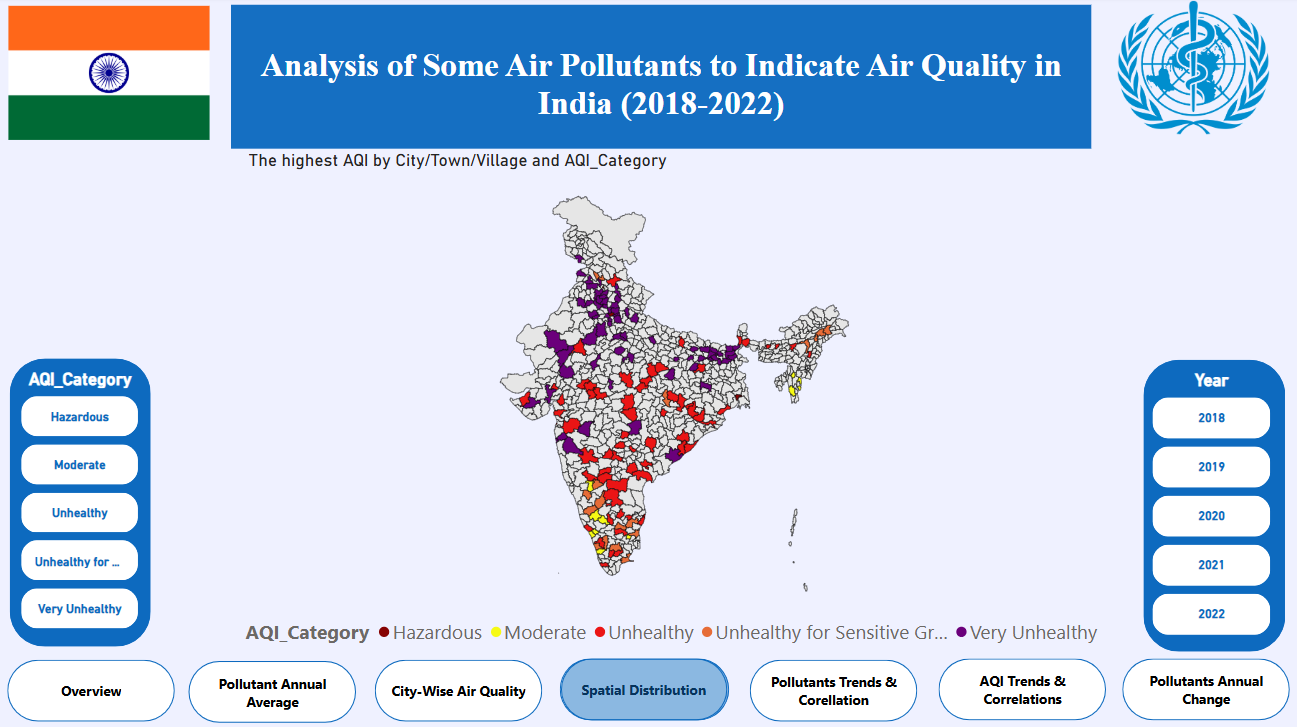 Analysis of Some Air Pollutants to Indicate Air Quality in
India (2018-2022)
The highest AQI by City/Town/Village and AQI_Category
AQI_Category
Hazardous
Moderate
Unhealthy
Unhealthy for ...
Very Unhealthy
Year
2018
2019
2020
2021
2022
AQI_Category Hazardous Moderate Unhealthy Unhealthy for Sensitive Gr... Very Unhealthy
Overview
Pollutant Annual
Average
City-Wise Air Quality
Spatial Distribution
Pollutants Trends &
Corellation
AQI Trends &
Correlations
Pollutants Annual
Change